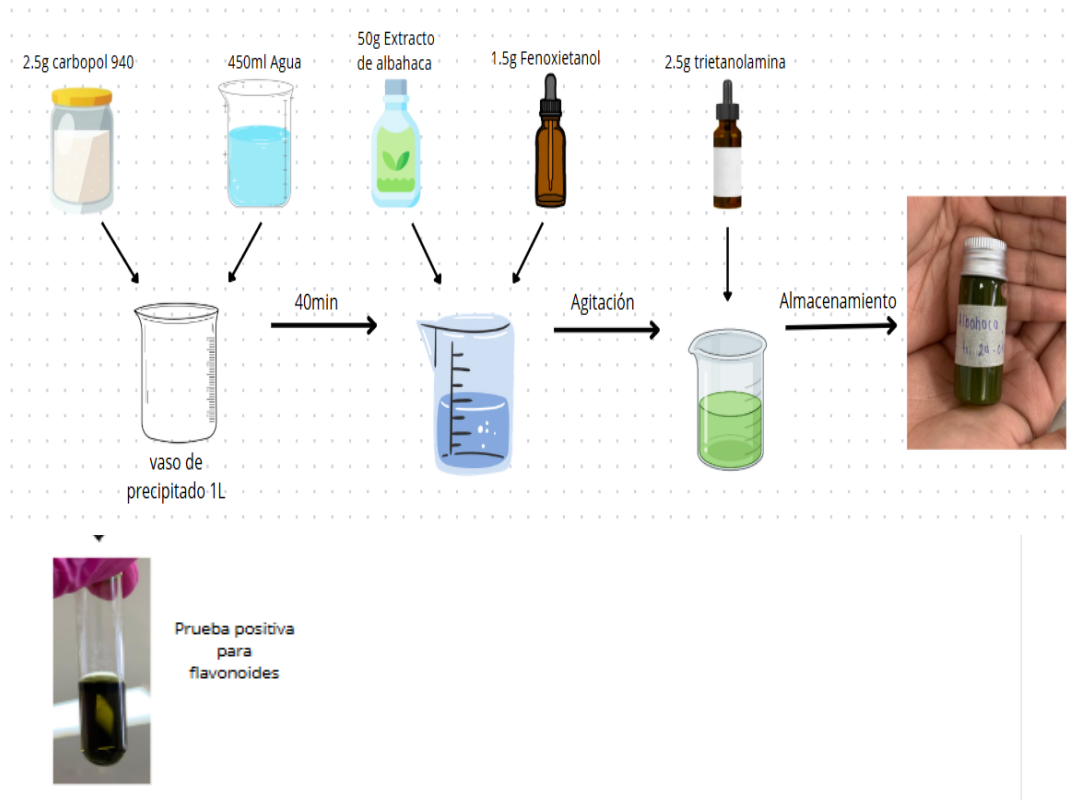 2.5g carbopol 940
450ml Agua
50g Extracto
de albahaca
1.5g Fenoxietanol
2.5g trietanolamina
40min
Agitación
Almacenamiento
vaso de
precipitado 1L
Prueba positiva
para
flavonoides